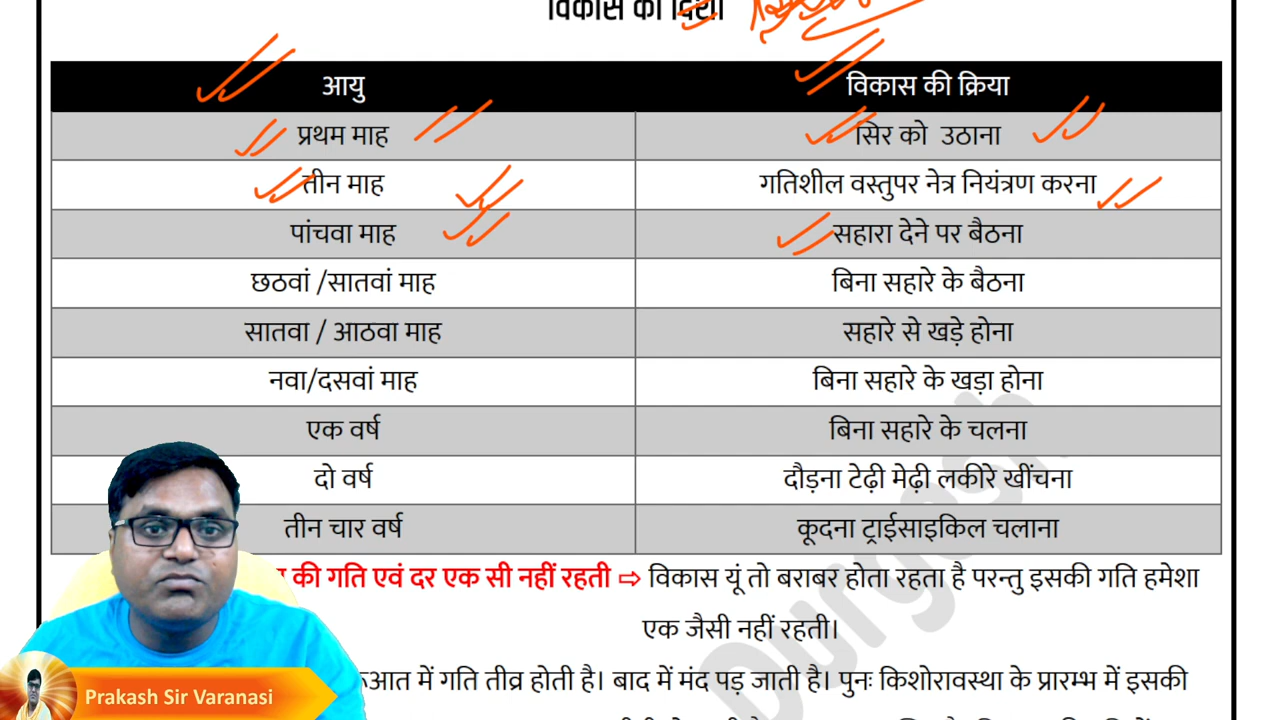 विकास की दिशा
आयु विकास की क्रिया
प्रथम माह सिर को उठाना
तीन माह गतिशील वस्तुपर नेत्र नियंत्रण करना
पांचवा माह सहारा देने पर बैठना
छठवां /सातवां माह बिना सहारे के बैठना
सातवा / आठवा माह सहारे से खड़े होना
नवा/दसवां माह बिना सहारे के खड़ा होना
एक वर्ष बिना सहारे के चलना
दो वर्ष दौड़ना टेढ़ी मेढ़ी लकीरे खींचना
तीन चार वर्ष कूदना ट्राईसाइकिल चलाना
की गति एवं दर एक सी नहीं रहती ⇨ विकास यूं तो बराबर होता रहता है परन्तु इसकी गति हमेशा
एक जैसी नहीं रहती।
में गति तीव्र होती है। बाद में मंद पड़ जाती है। पुनः किशोरावस्था के प्रारम्भ में इसकी
Prakash Sir Varanasi
Durgesh